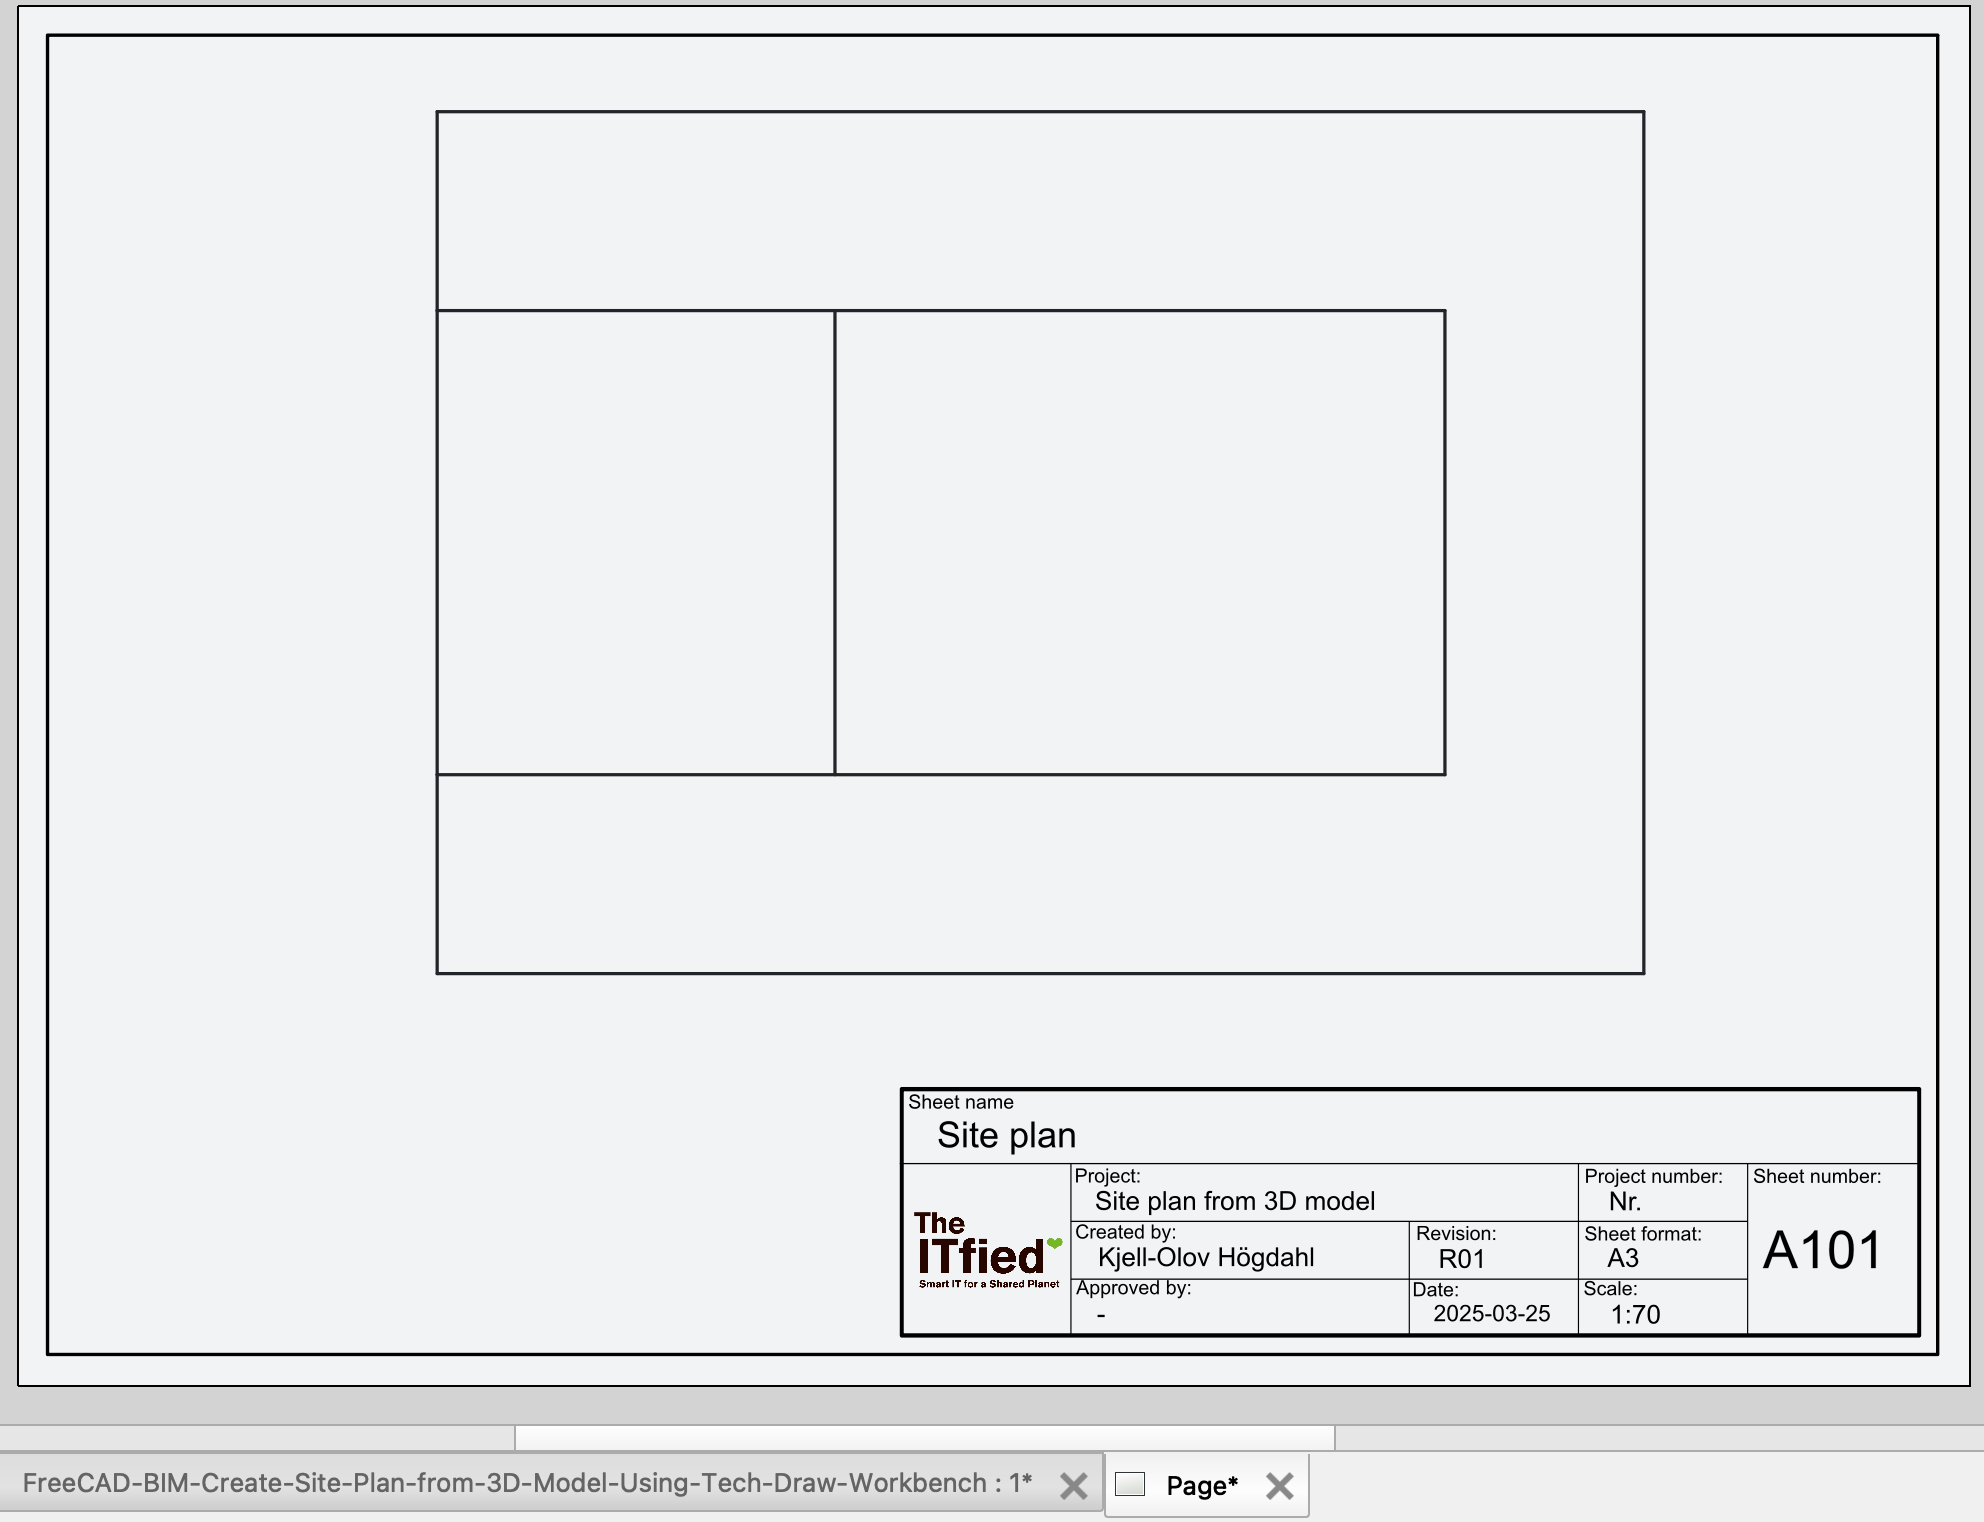 Sheet name
Site plan
Project:
Site plan from 3D model
Project number:
Nr.
Sheet number:
A101
The
ITfied
Smart IT for a Shared Planet
Created by:
Kjell-Olov Högdahl
Revision:
R01
Sheet format:
A3
Approved by:
-
Date:
2025-03-25
Scale:
1:70
FreeCAD-BIM-Create-Site-Plan-from-3D-Model-Using-Tech-Draw-Workbench : 1*
Page*